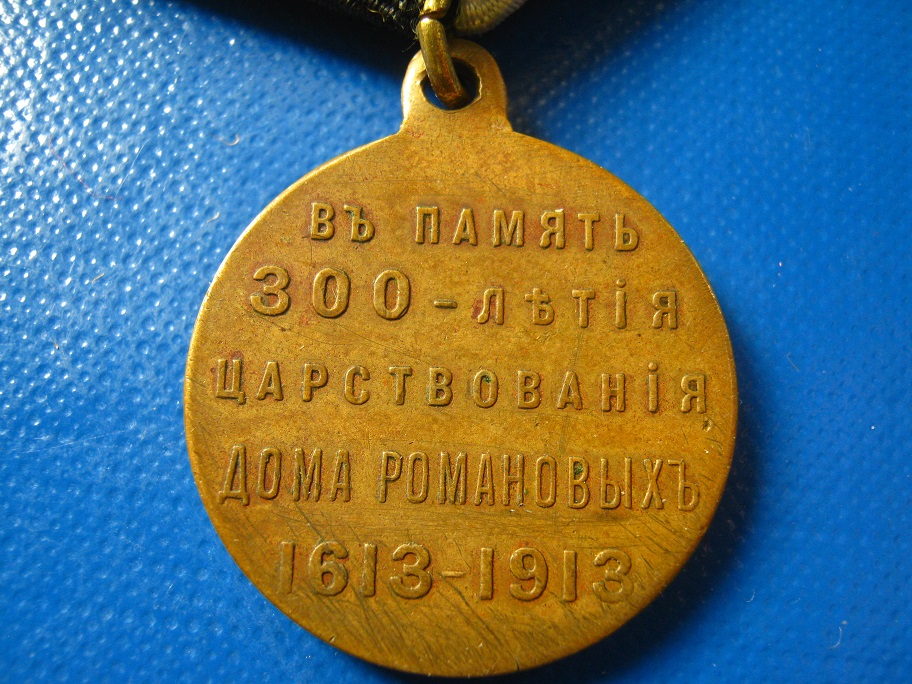 ВЪ ПАМЯТЬ
300-ЛѢТІЯ
ЦАРСТВОВАНІЯ
ДОМА РОМАНОВЫХЪ
1613-1913